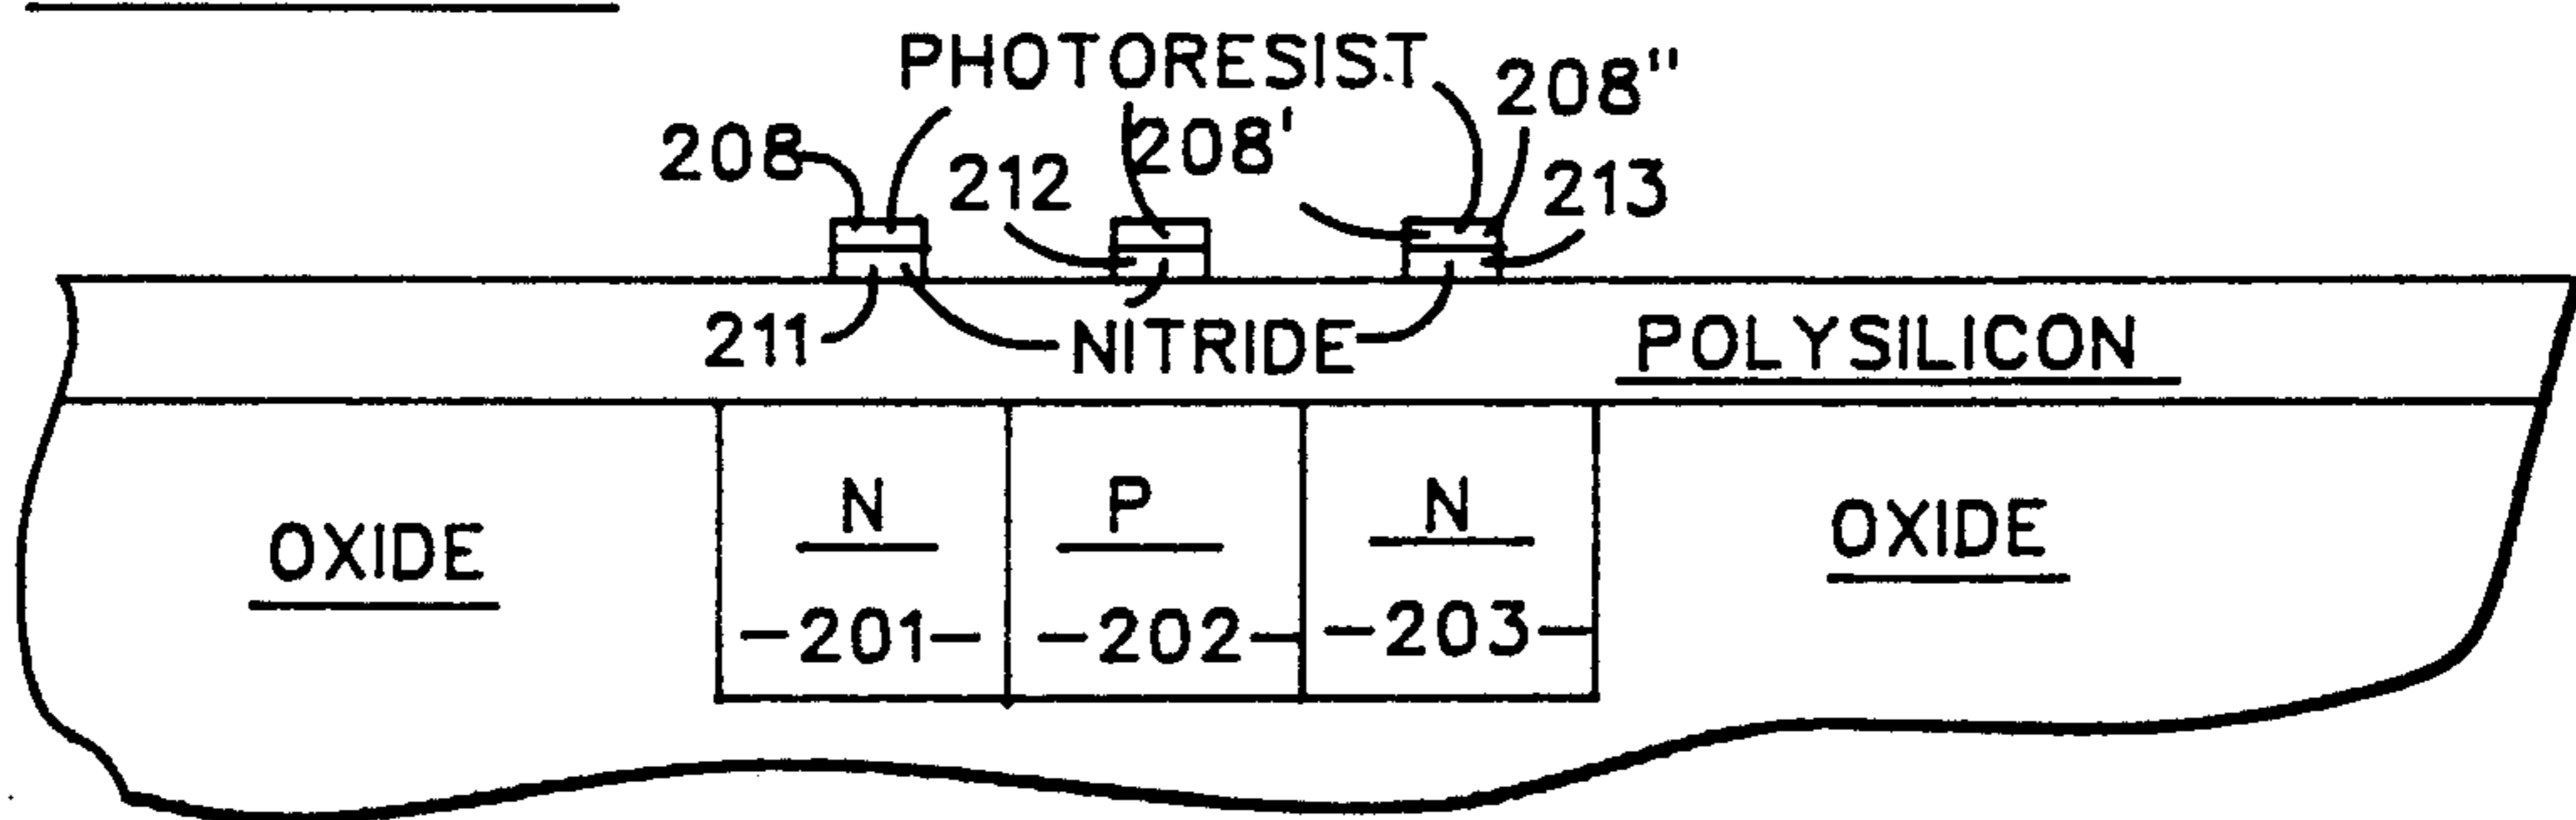 PHOTORESIST
208"
208
208'
212
213
211
NITRIDE
POLYSILICON
N
P
N
OXIDE
OXIDE
-201-
-202-
-203-